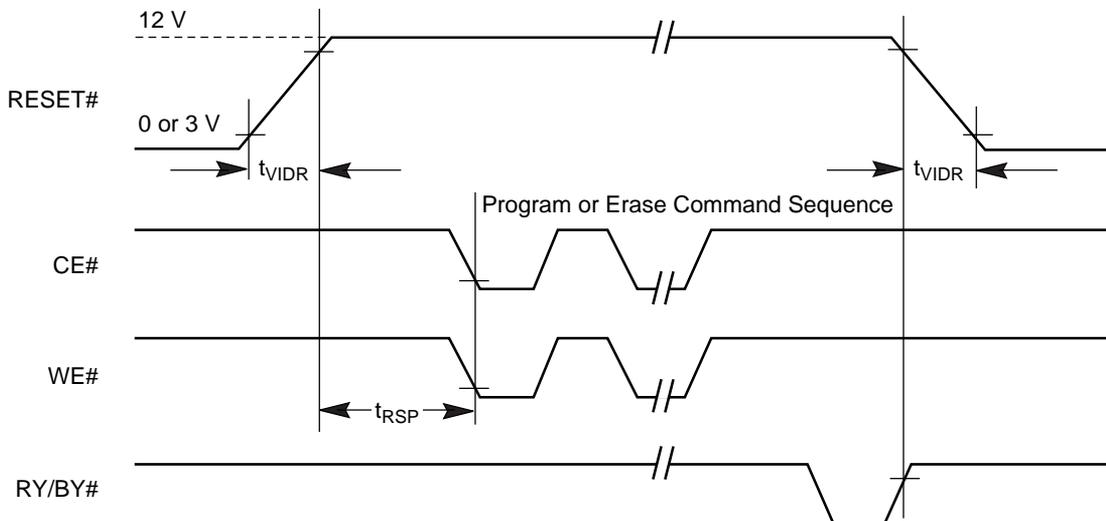 12 V
RESET#
0 or 3 V
tVIDR
tVIDR
Program or Erase Command Sequence
CE#
WE#
tRSP
RY/BY#